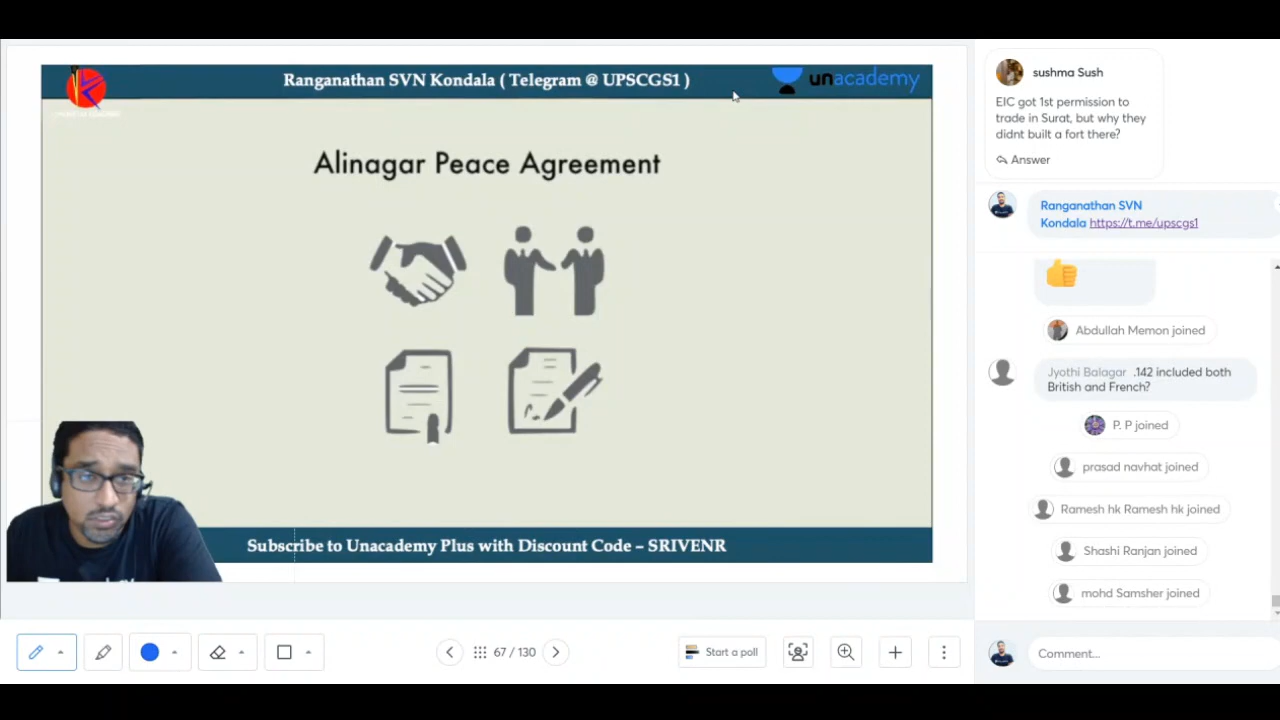 Ranganathan SVN Kondala ( Telegram @ UPSCGS1 )
unacademy
Alinagar Peace Agreement
Subscribe to Unacademy Plus with Discount Code – SRIVENR
67 / 130
Start a poll
sushma Sush
EIC got 1st permission to
trade in Surat, but why they
didnt built a fort there?
Answer
Ranganathan SVN
Kondala https://t.me/upscgs1
Abdullah Memon joined
Jyothi Balagar .142 included both
British and French?
P. P joined
prasad navhat joined
Ramesh hk Ramesh hk joined
Shashi Ranjan joined
mohd Samsher joined
Comment...